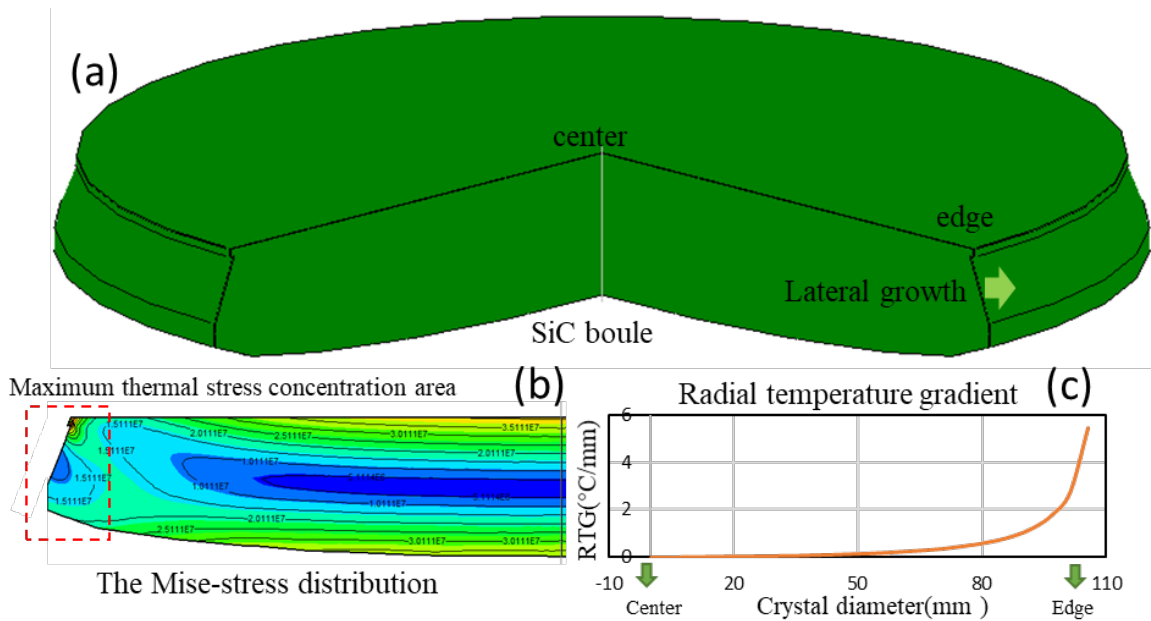 (a)
center
edge
Lateral growth
SiC boule
Maximum thermal stress concentration area
(b)
1.5111E7
2.0111E7
2.5111E7
3.0111E7
3.5111E7
1.5111E7
2.0111E7
1.0111E7
1.5111E7
1.5111E7
1.0111E7
1.0111E7
2.0111E7
2.5111E7
3.0111E7
3.0111E7
The Mise-stress distribution
Radial temperature gradient
(c)
RTG(°C/mm)
6
4
2
0
-10
20
50
80
110
Center
Crystal diameter(mm )
Edge